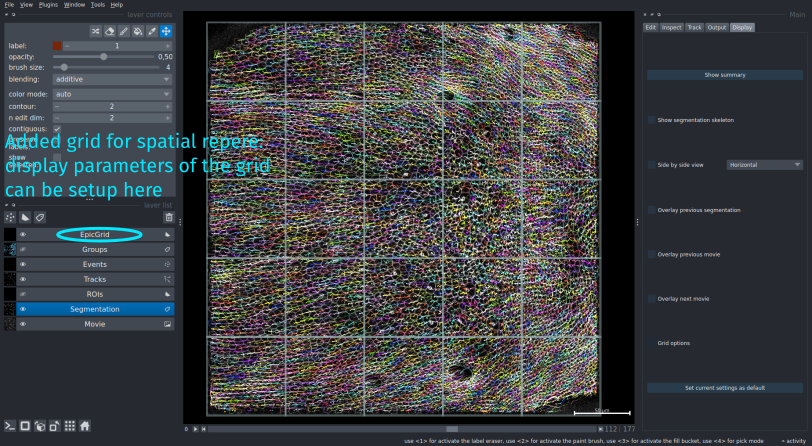 File View Plugins Window Tools Help
layer controls
label: 1
opacity: 0,50
brush size: 4
blending: additive
color mode: auto
contour: 2
n edit dim: 2
contiguous:
labels:
show
Added grid for spatial repere:
display parameters of the grid
can be setup here
layer list
EpicGrid
Groups
Events
Tracks
ROIs
Segmentation
Movie
112 177
Main
Edit Inspect Track Output Display
Show summary
Show segmentation skeleton
Side by side view Horizontal
Overlay previous segmentation
Overlay previous movie
Overlay next movie
Grid options
Set current settings as default
use <1> for activate the label eraser, use <2> for activate the paint brush, use <3> for activate the fill bucket, use <4> for pick mode
activity